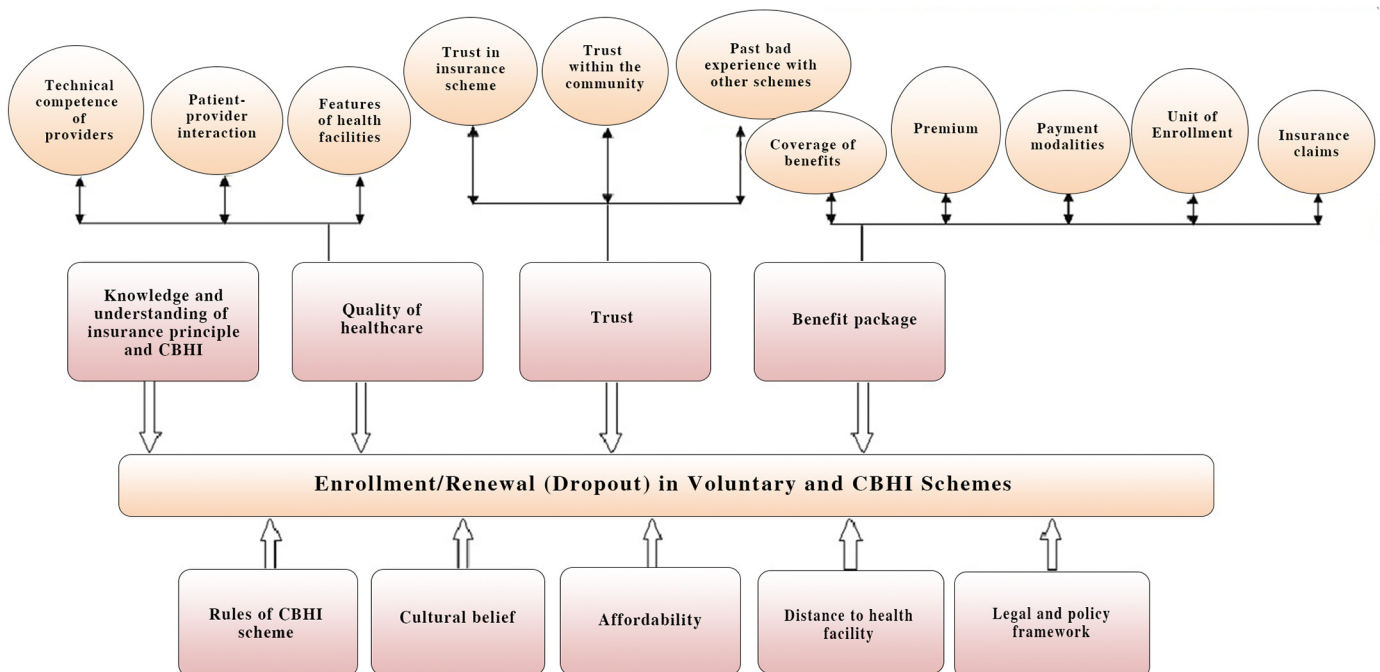 Technical
competence
of
providers
Patient-
provider
interaction
Features
of health
facilities
Trust in
insurance
scheme
Trust
within the
community
Past bad
experience with
other schemes
Coverage of
benefits
Premium
Payment
modalities
Unit of
Enrollment
Insurance
claims
Knowledge and
understanding of
insurance principle
and CBHI
Quality of
healthcare
Trust
Benefit package
Enrollment/Renewal (Dropout) in Voluntary and CBHI Schemes
Rules of CBHI
scheme
Cultural belief
Affordability
Distance to health
facility
Legal and policy
framework